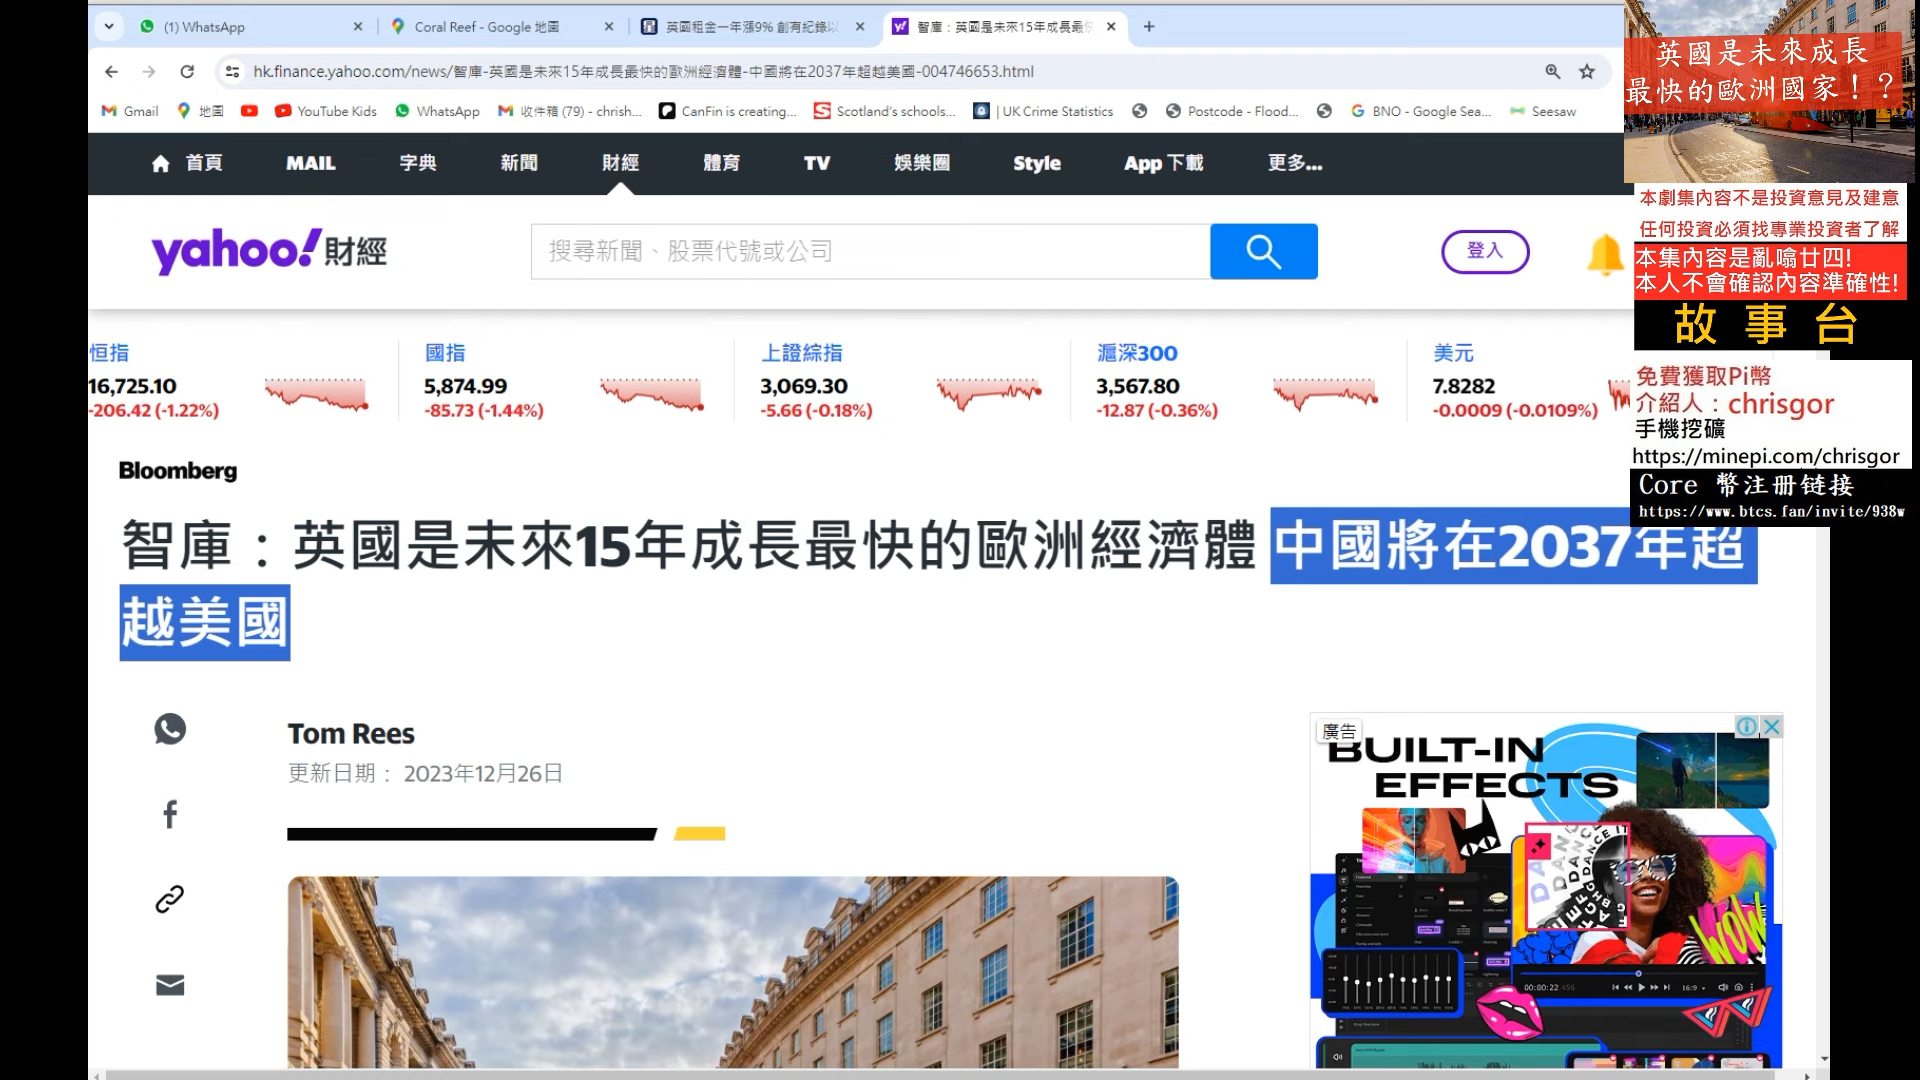 (1) WhatsApp
Coral Reef - Google 地圖
英國租金一年漲9% 創有紀錄以
智庫：英國是未來15年成長最快
hk.finance.yahoo.com/news/智庫-英國是未來15年成長最快的歐洲經濟體-中國將在2037年超越美國-004746653.html
Gmail
地圖
YouTube Kids
WhatsApp
收件箱 (79) - chrish...
CanFin is creating...
Scotland's schools...
| UK Crime Statistics
Postcode - Flood...
BNO - Google Sea...
Seesaw
首頁
MAIL
字典
新聞
財經
體育
TV
娛樂圈
Style
App 下載
更多...
yahoo!財經
搜尋新聞、股票代號或公司
登入
恒指
16,725.10
-206.42 (-1.22%)
國指
5,874.99
-85.73 (-1.44%)
上證綜指
3,069.30
-5.66 (-0.18%)
滬深300
3,567.80
-12.87 (-0.36%)
美元
7.8282
-0.0009 (-0.0109%)
Bloomberg
智庫：英國是未來15年成長最快的歐洲經濟體 中國將在2037年超
越美國
Tom Rees
更新日期： 2023年12月26日
廣告
BUILT-IN
EFFECTS
WOW
00:00:22.456
16:9
英國是未來成長
最快的歐洲國家！？
本劇集內容不是投資意見及建意
任何投資必須找專業投資者了解
本集內容是亂噏廿四!
本人不會確認內容準確性!
故 事 台
免費獲取Pi幣
介紹人：chrisgor
手機挖礦
https://minepi.com/chrisgor
Core 幣注册链接
https://www.btcs.fan/invite/938w